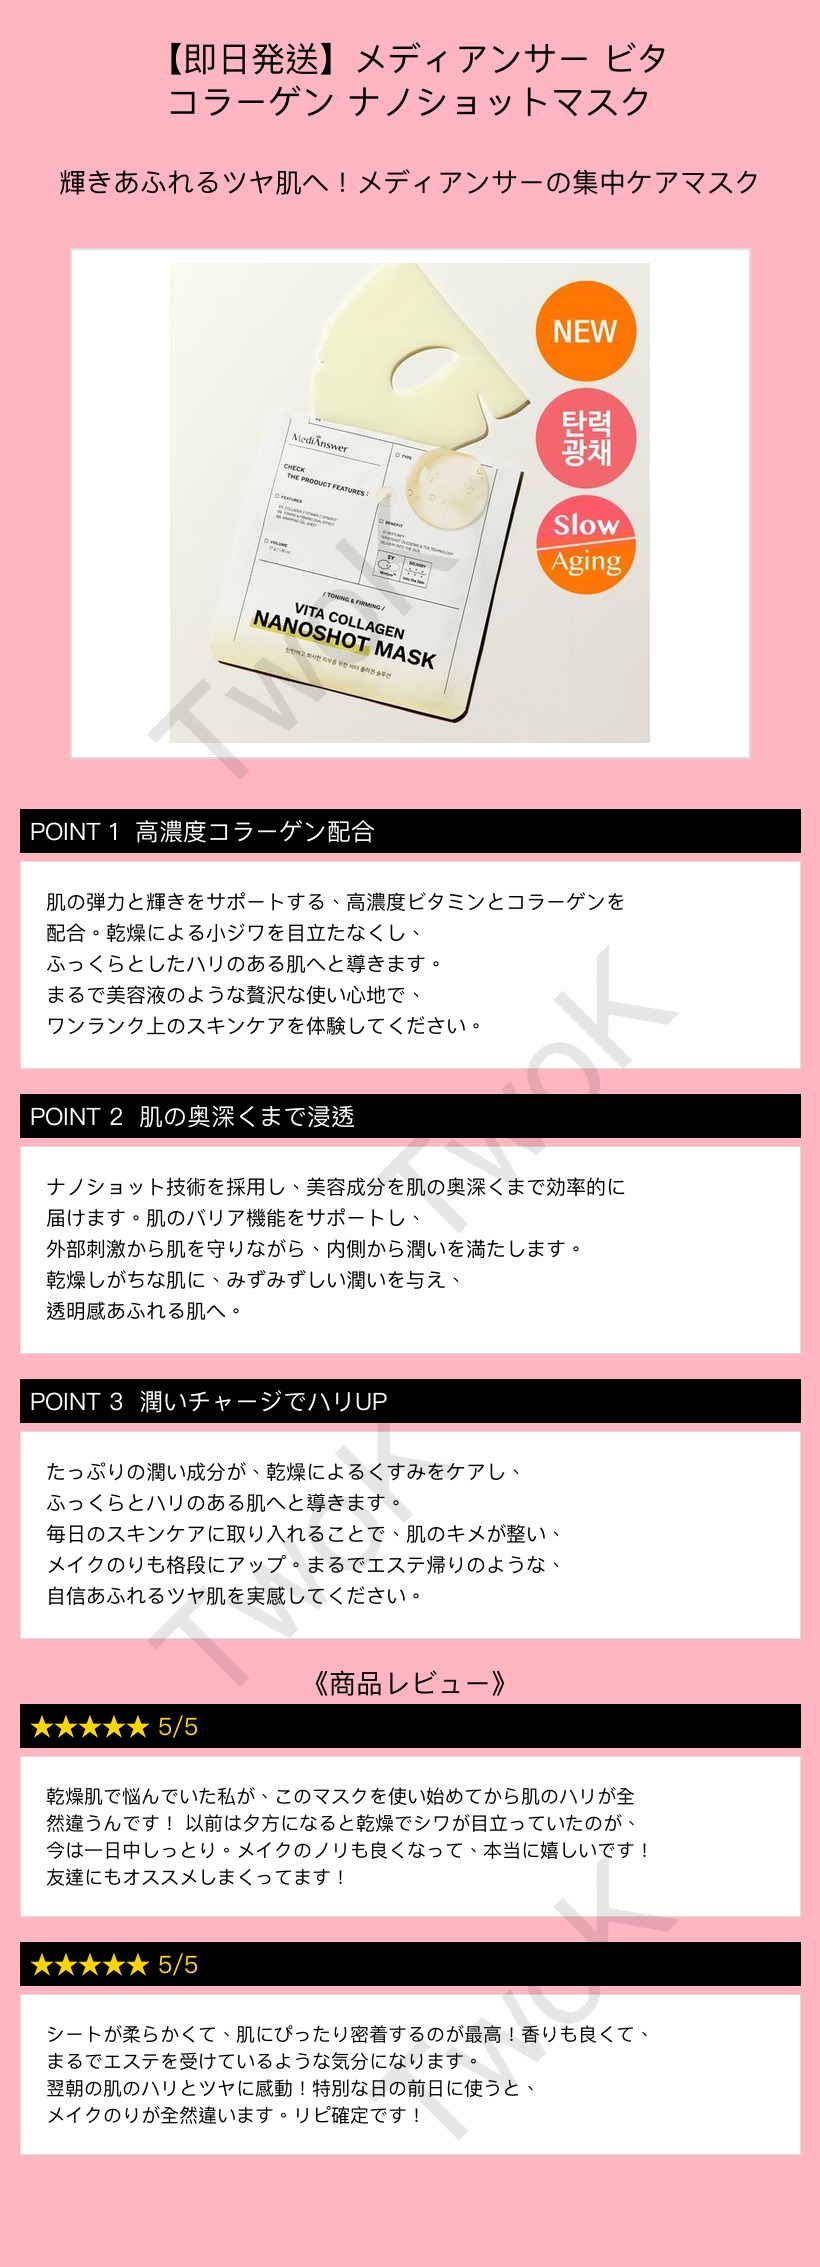 【即日発送】メディアンサー ビタ
コラーゲン ナノショットマスク
輝きあふれるツヤ肌へ！メディアンサーの集中ケアマスク
NEW
탄력
광채
Slow
Aging
MediAnswer
TYPE
CHECK
THE PRODUCT FEATURES :
FEATURES
BENEFIT
VOLUME
SY
DELIVERY
Into the Skin
/ TONING & FIRMING /
VITA COLLAGEN
NANOSHOT MASK
탄탄하고 화사한 피부을 위한 비타 콜라겐 솔루션
TwoK
POINT 1 高濃度コラーゲン配合
肌の弾力と輝きをサポートする、高濃度ビタミンとコラーゲンを
配合。乾燥による小ジワを目立たなくし、
ふっくらとしたハリのある肌へと導きます。
まるで美容液のような贅沢な使い心地で、
ワンランク上のスキンケアを体験してください。
TwoK
POINT 2 肌の奥深くまで浸透
ナノショット技術を採用し、美容成分を肌の奥深くまで効率的に
届けます。肌のバリア機能をサポートし、
外部刺激から肌を守りながら、内側から潤いを満たします。
乾燥しがちな肌に、みずみずしい潤いを与え、
透明感あふれる肌へ。
POINT 3 潤いチャージでハリUP
たっぷりの潤い成分が、乾燥によるくすみをケアし、
ふっくらとハリのある肌へと導きます。
毎日のスキンケアに取り入れることで、肌のキメが整い、
メイクのりも格段にアップ。まるでエステ帰りのような、
自信あふれるツヤ肌を実感してください。
TwoK
《商品レビュー》
★★★★★ 5/5
乾燥肌で悩んでいた私が、このマスクを使い始めてから肌のハリが全
然違うんです！ 以前は夕方になると乾燥でシワが目立っていたのが、
今は一日中しっとり。メイクのノリも良くなって、本当に嬉しいです！
友達にもオススメしまくってます！
★★★★★ 5/5
シートが柔らかくて、肌にぴったり密着するのが最高！香りも良くて、
まるでエステを受けているような気分になります。
翌朝の肌のハリとツヤに感動！特別な日の前日に使うと、
メイクのりが全然違います。リピ確定です！
TwoK